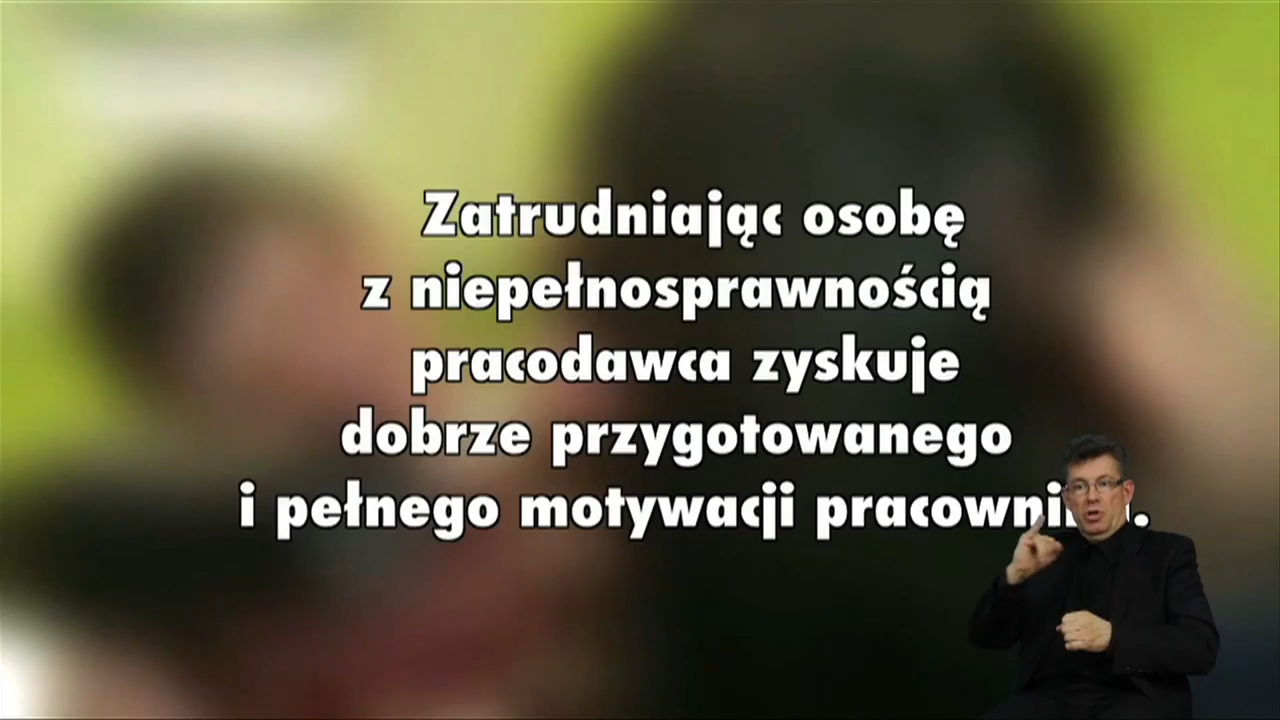 Zatrudniając osobę
z niepełnosprawnością
pracodawca zyskuje
dobrze przygotowanego
i pełnego motywacji